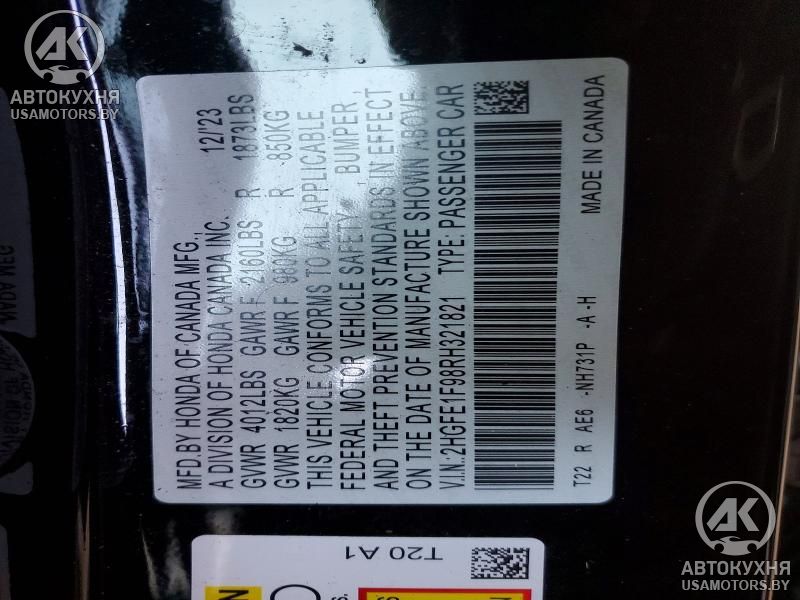 MFD.BY HONDA OF CANADA MFG.,
A DIVISION OF HONDA CANADA INC. 12/'23
GVWR 4012LBS GAWR F 2160LBS R 1873LBS
GVWR 1820KG GAWR F 980KG R 850KG
THIS VEHICLE CONFORMS TO ALL APPLICABLE
FEDERAL MOTOR VEHICLE SAFETY , BUMPER ,
AND THEFT PREVENTION STANDARDS IN EFFECT
ON THE DATE OF MANUFACTURE SHOWN ABOVE.
V.I.N.:2HGFE1F98RH321821 TYPE: PASSENGER CAR
T22 R AE6 -NH731P -A -H MADE IN CANADA
T20 A1
AK
АВТОКУХНЯ
USAMOTORS.BY
AK
АВТОКУХНЯ
USAMOTORS.BY